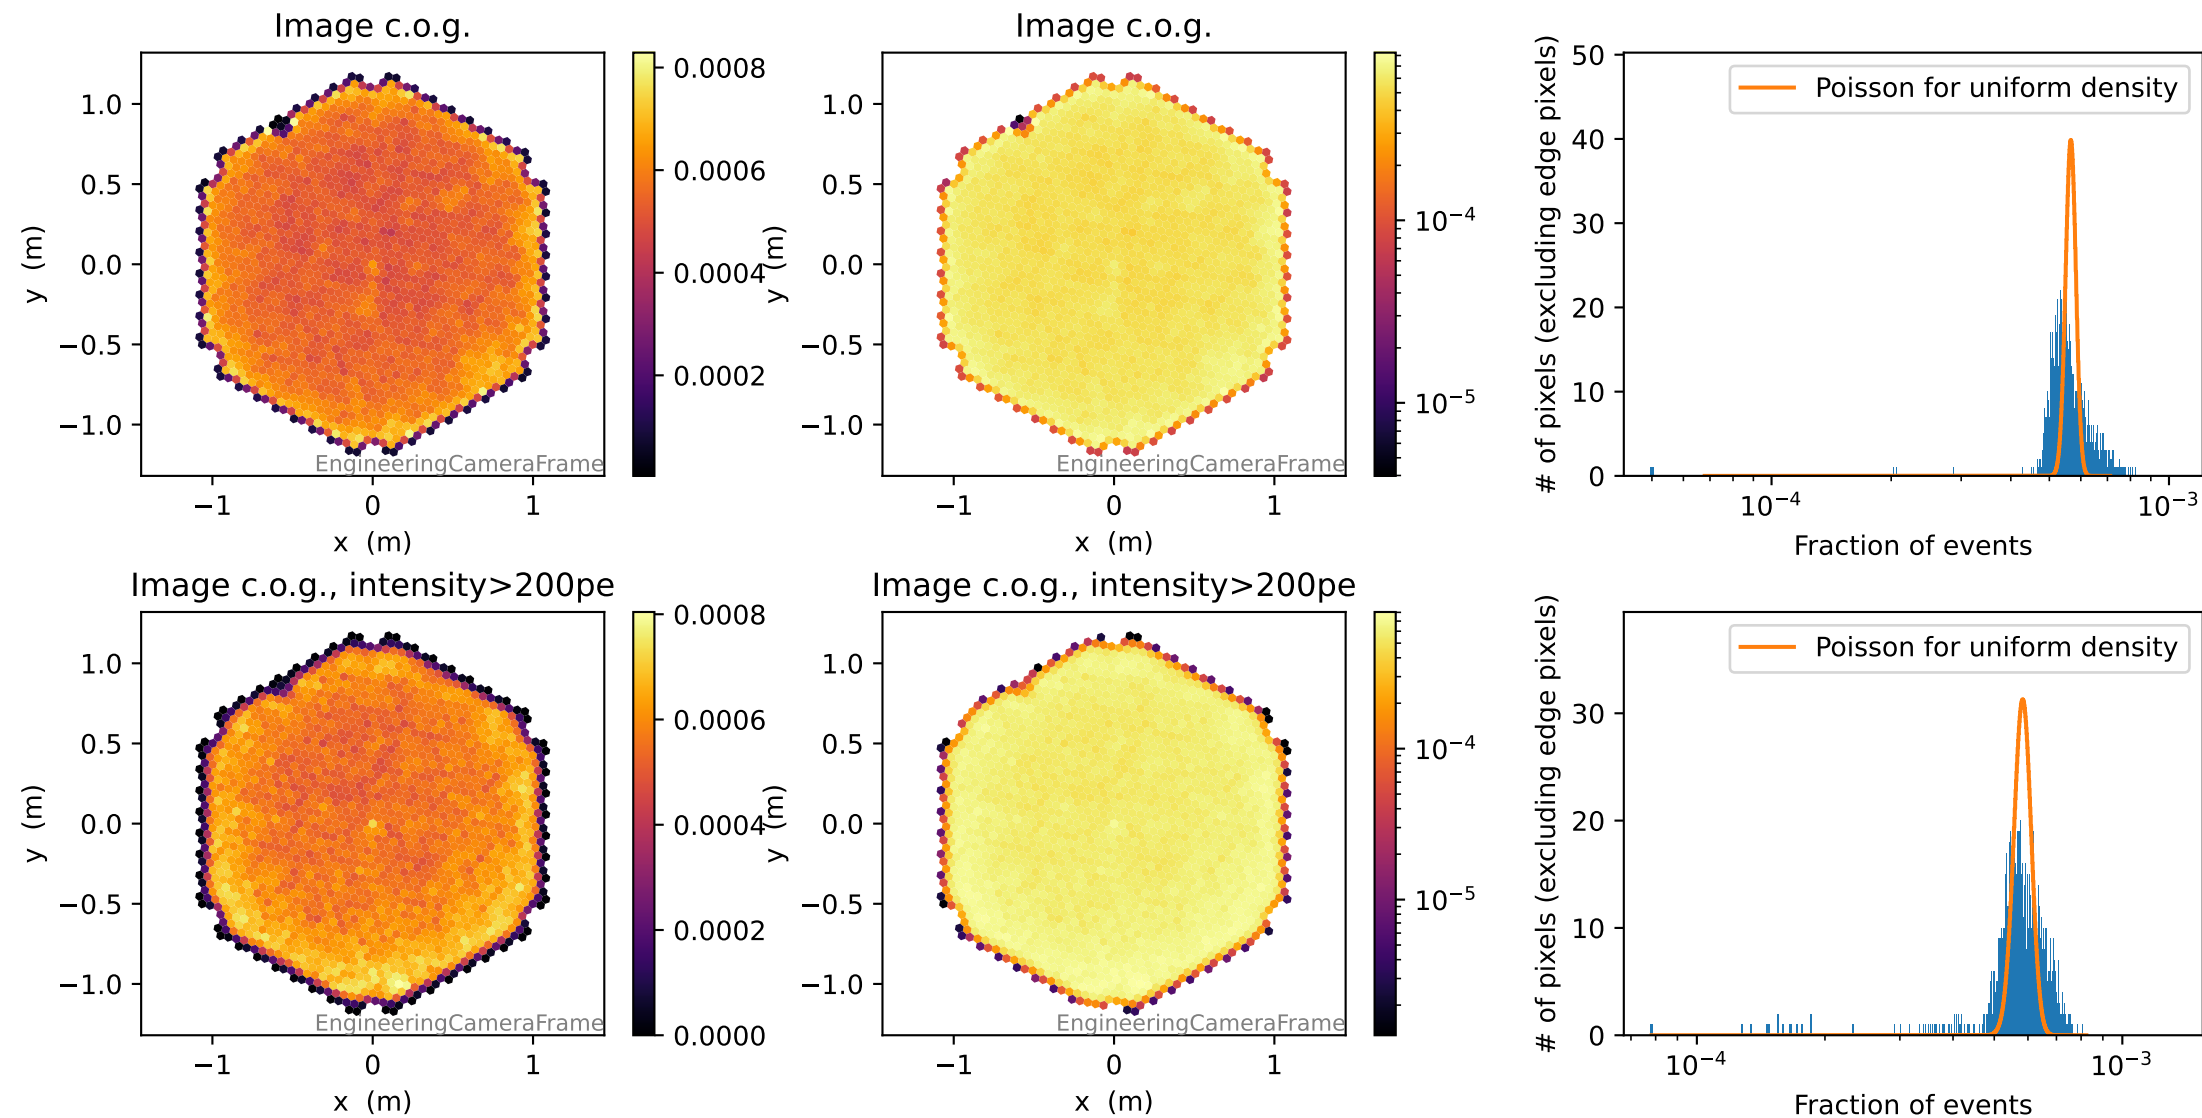 Image c.o.g.
y (m)
1.0
0.5
0.0
−0.5
−1.0
EngineeringCameraFrame
−1 0 1
x (m)
0.0008
0.0006
0.0004
0.0002
Image c.o.g.
y (m)
1.0
0.5
0.0
−0.5
−1.0
EngineeringCameraFrame
−1 0 1
x (m)
10−4
10−5
# of pixels (excluding edge pixels)
50
40
30
20
10
0
Poisson for uniform density
10−4 10−3
Fraction of events
Image c.o.g., intensity>200pe
y (m)
1.0
0.5
0.0
−0.5
−1.0
EngineeringCameraFrame
−1 0 1
x (m)
0.0008
0.0006
0.0004
0.0002
0.0000
Image c.o.g., intensity>200pe
y (m)
1.0
0.5
0.0
−0.5
−1.0
EngineeringCameraFrame
−1 0 1
x (m)
10−4
10−5
# of pixels (excluding edge pixels)
30
20
10
0
Poisson for uniform density
10−4 10−3
Fraction of events